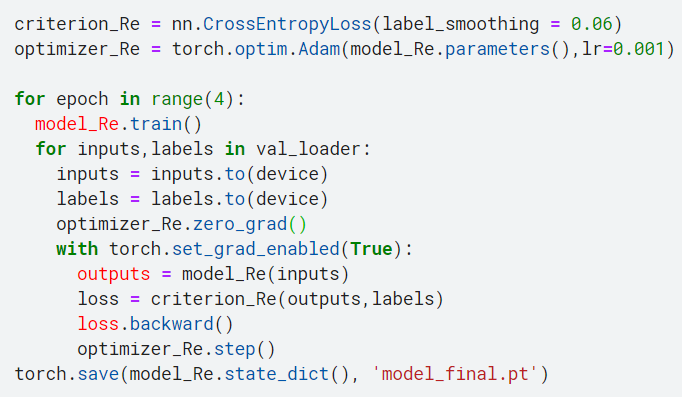 criterion_Re = nn.CrossEntropyLoss(label_smoothing = 0.06)
optimizer_Re = torch.optim.Adam(model_Re.parameters(),lr=0.001)
for epoch in range(4):
model_Re.train()
for inputs,labels in val_loader:
inputs = inputs.to(device)
labels = labels.to(device)
optimizer_Re.zero_grad()
with torch.set_grad_enabled(True):
outputs = model_Re(inputs)
loss = criterion_Re(outputs,labels)
loss.backward()
optimizer_Re.step()
torch.save(model_Re.state_dict(), 'model_final.pt')